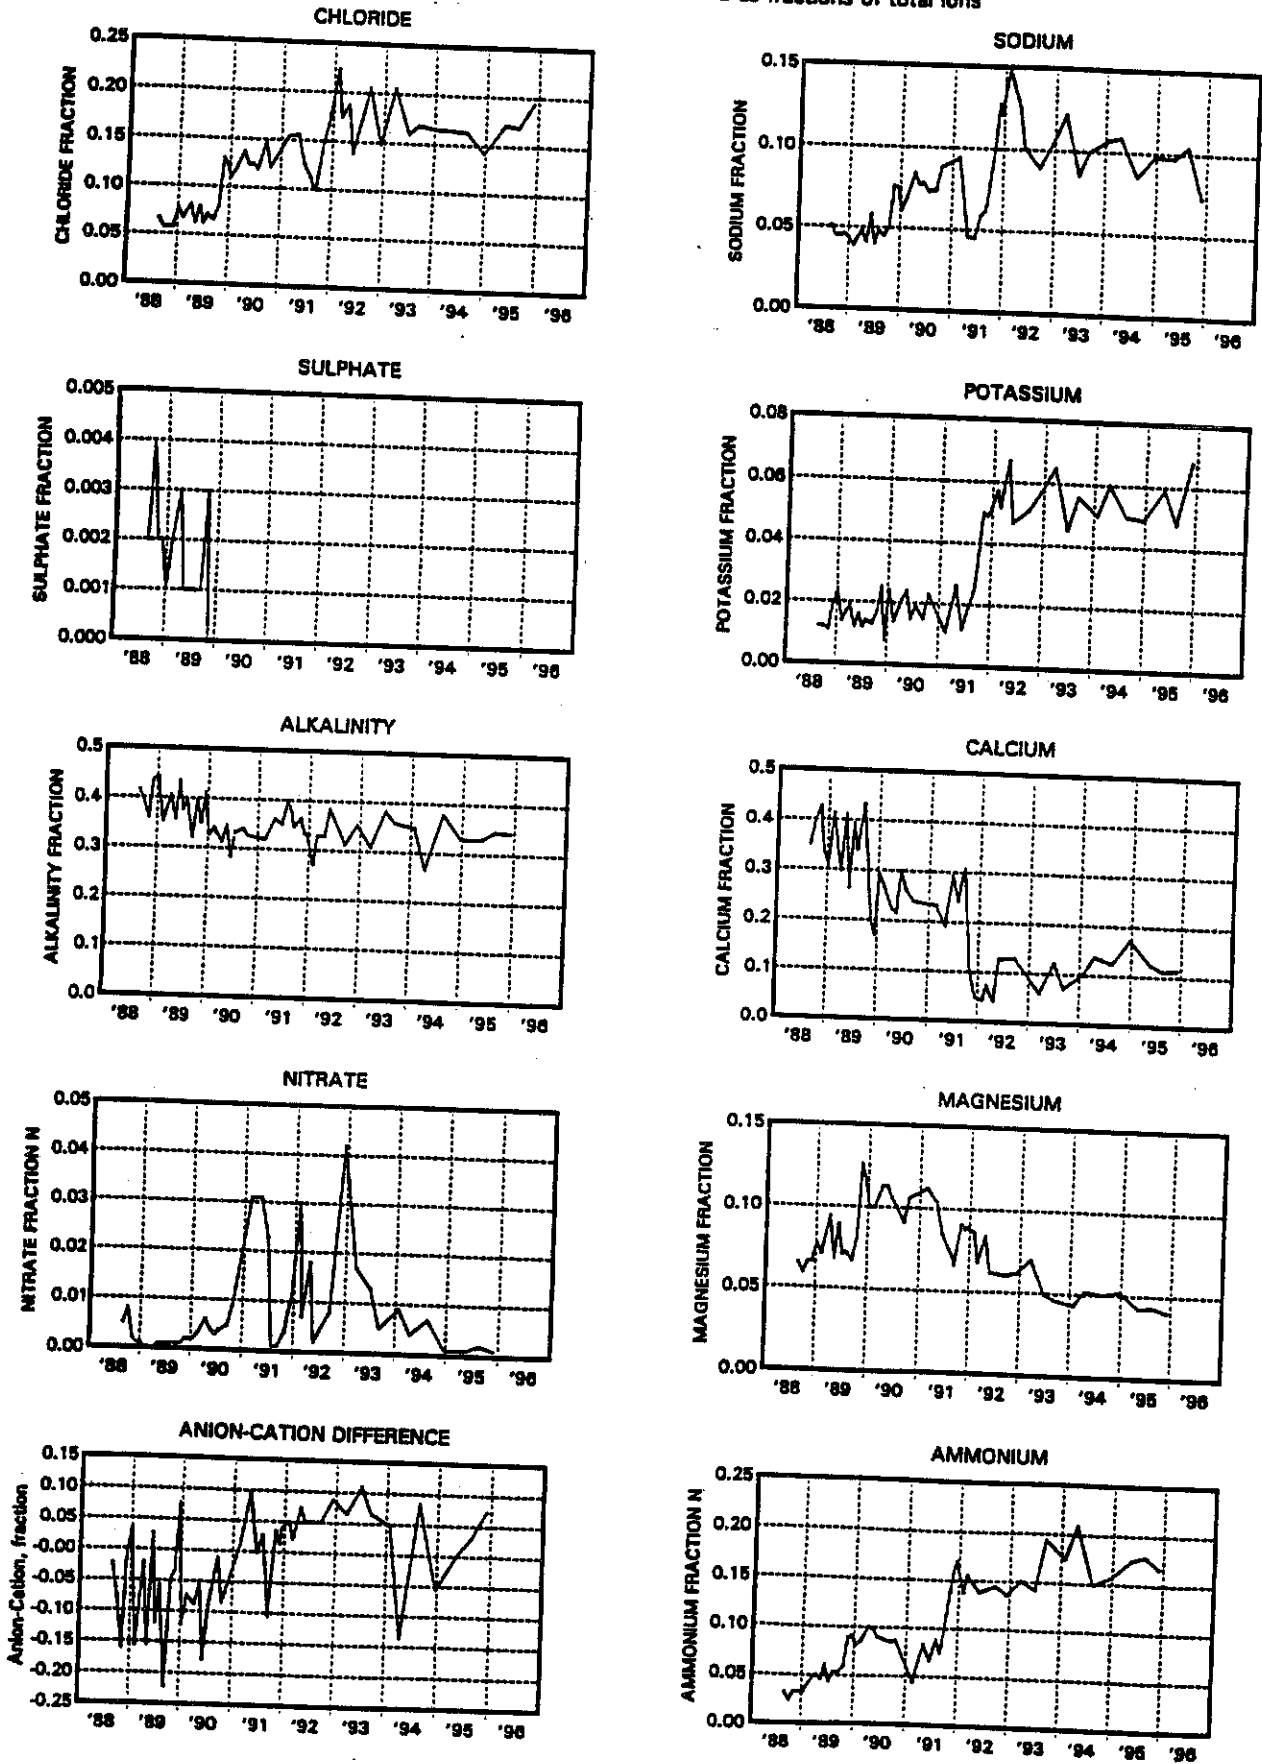 as fractions of total ions
CHLORIDE
CHLORIDE FRACTION
0.25
0.20
0.15
0.10
0.05
0.00
'88 '89 '90 '91 '92 '93 '94 '95 '96
SODIUM
SODIUM FRACTION
0.15
0.10
0.05
0.00
'88 '89 '90 '91 '92 '93 '94 '95 '96
SULPHATE
SULPHATE FRACTION
0.005
0.004
0.003
0.002
0.001
0.000
'88 '89 '90 '91 '92 '93 '94 '95 '96
POTASSIUM
POTASSIUM FRACTION
0.08
0.06
0.04
0.02
0.00
'88 '89 '90 '91 '92 '93 '94 '95 '96
ALKALINITY
ALKALINITY FRACTION
0.5
0.4
0.3
0.2
0.1
0.0
'88 '89 '90 '91 '92 '93 '94 '95 '96
CALCIUM
CALCIUM FRACTION
0.5
0.4
0.3
0.2
0.1
0.0
'88 '89 '90 '91 '92 '93 '94 '95 '96
NITRATE
NITRATE FRACTION N
0.05
0.04
0.03
0.02
0.01
0.00
'88 '89 '90 '91 '92 '93 '94 '95 '96
MAGNESIUM
MAGNESIUM FRACTION
0.15
0.10
0.05
0.00
'88 '89 '90 '91 '92 '93 '94 '95 '96
ANION-CATION DIFFERENCE
Anion-Cation, fraction
0.15
0.10
0.05
-0.00
-0.05
-0.10
-0.15
-0.20
-0.25
'88 '89 '90 '91 '92 '93 '94 '95 '96
AMMONIUM
AMMONIUM FRACTION N
0.25
0.20
0.15
0.10
0.05
0.00
'88 '89 '90 '91 '92 '93 '94 '95 '96